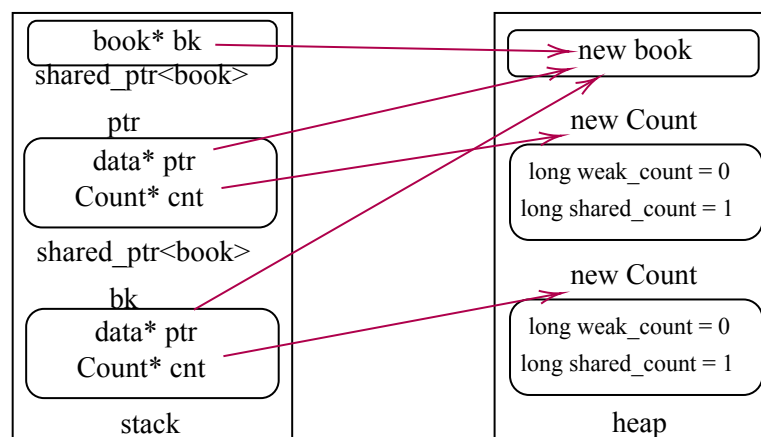 book* bk
shared_ptr<book>
ptr
data* ptr
Count* cnt
shared_ptr<book>
bk
data* ptr
Count* cnt
stack
new book
new Count
long weak_count = 0
long shared_count = 1
new Count
long weak_count = 0
long shared_count = 1
heap